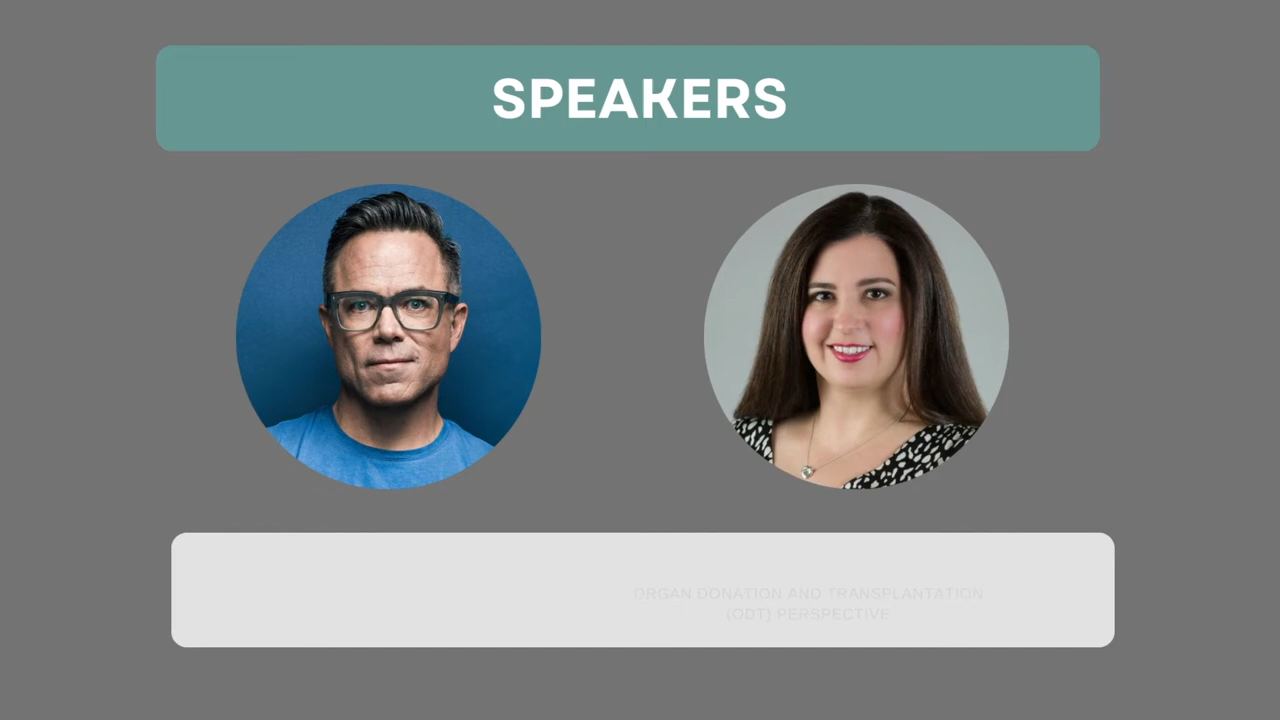 SPEAKERS
ORGAN DONATION AND TRANSPLANTATION
(ODT) PERSPECTIVE